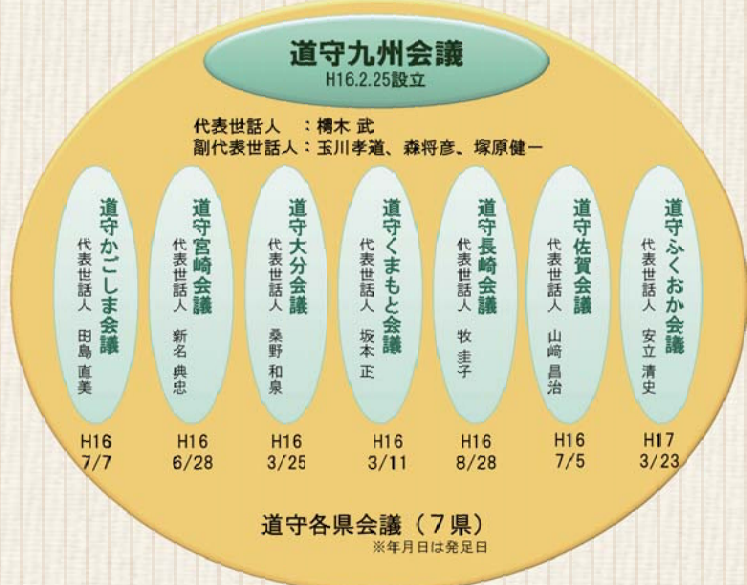 道守九州会議
H16.2.25設立
代表世話人 :樗木 武
副代表世話人:玉川孝道、森将彦、塚原健一
道守かごしま会議
代表世話人 田島 直美
道守宮崎会議
代表世話人 新名 典忠
道守大分会議
代表世話人 桑野 和泉
道守くまもと会議
代表世話人 坂本 正
道守長崎会議
代表世話人 牧 圭子
道守佐賀会議
代表世話人 山﨑 昌治
道守ふくおか会議
代表世話人 安立 清史
H16
7/7
H16
6/28
H16
3/25
H16
3/11
H16
8/28
H16
7/5
H17
3/23
道守各県会議(7県)
※年月日は発足日